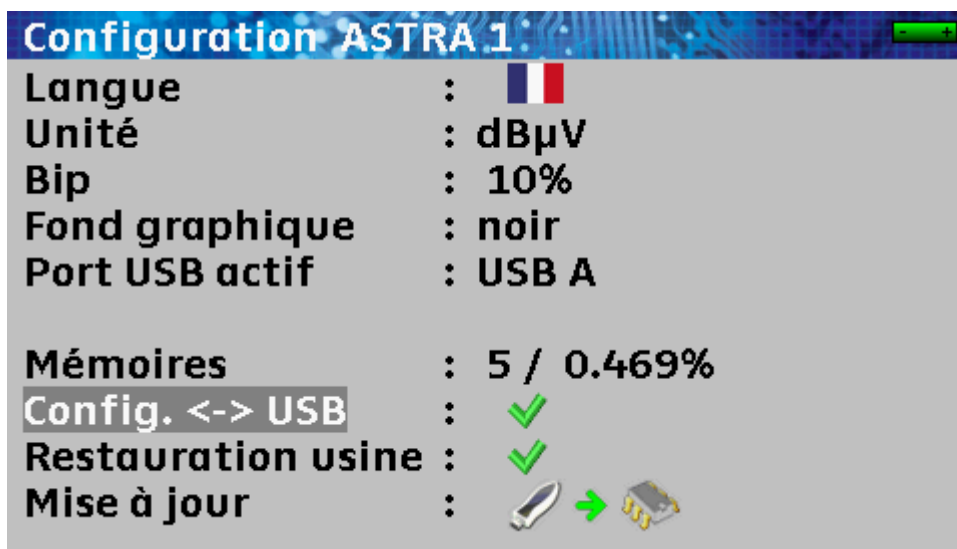 Configuration ASTRA 1
Langue :
Unité : dBµV
Bip : 10%
Fond graphique : noir
Port USB actif : USB A
Mémoires : 5 / 0.469%
Config. <-> USB :
Restauration usine :
Mise à jour :